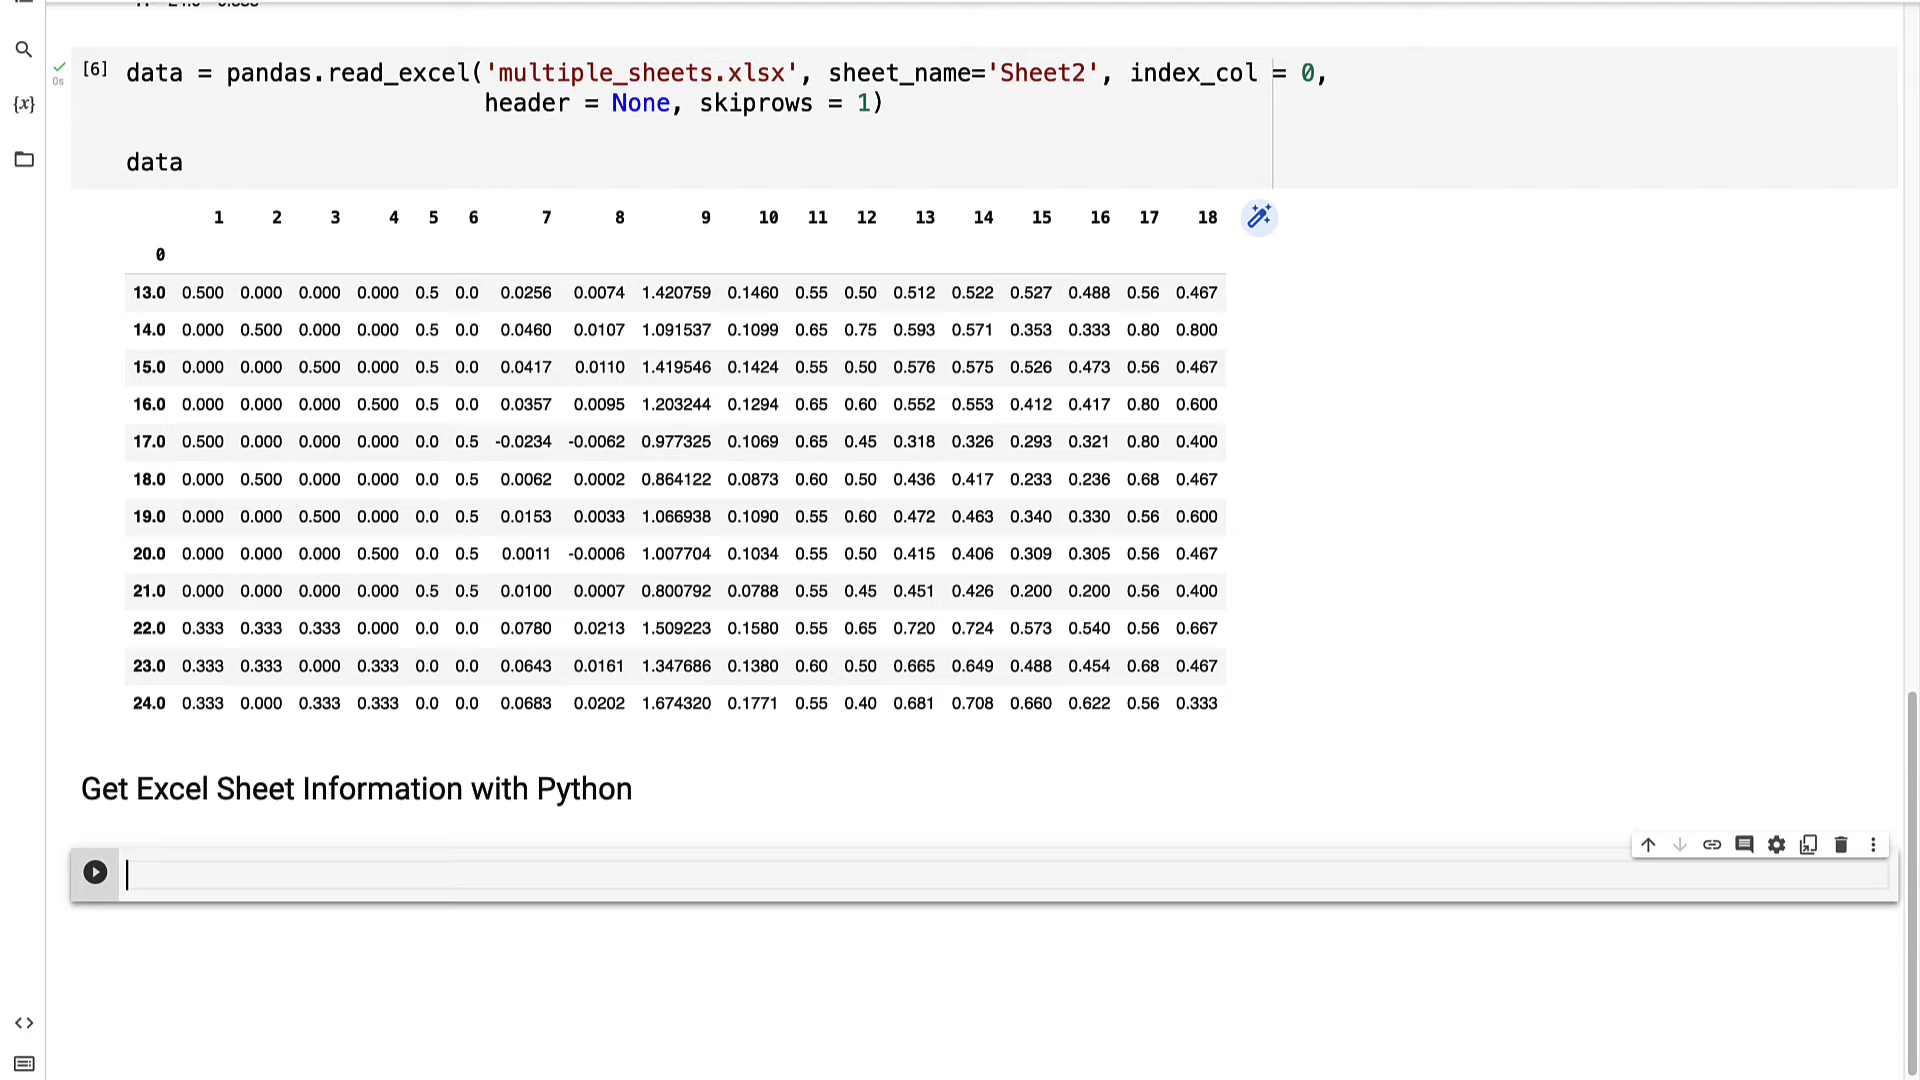 [6] data = pandas.read_excel('multiple_sheets.xlsx', sheet_name='Sheet2', index_col = 0,
header = None, skiprows = 1)
0s
{x}
data
1 2 3 4 5 6 7 8 9 10 11 12 13 14 15 16 17 18
0
13.0 0.500 0.000 0.000 0.000 0.5 0.0 0.0256 0.0074 1.420759 0.1460 0.55 0.50 0.512 0.522 0.527 0.488 0.56 0.467
14.0 0.000 0.500 0.000 0.000 0.5 0.0 0.0460 0.0107 1.091537 0.1099 0.65 0.75 0.593 0.571 0.353 0.333 0.80 0.800
15.0 0.000 0.000 0.500 0.000 0.5 0.0 0.0417 0.0110 1.419546 0.1424 0.55 0.50 0.576 0.575 0.526 0.473 0.56 0.467
16.0 0.000 0.000 0.000 0.500 0.5 0.0 0.0357 0.0095 1.203244 0.1294 0.65 0.60 0.552 0.553 0.412 0.417 0.80 0.600
17.0 0.500 0.000 0.000 0.000 0.0 0.5 -0.0234 -0.0062 0.977325 0.1069 0.65 0.45 0.318 0.326 0.293 0.321 0.80 0.400
18.0 0.000 0.500 0.000 0.000 0.0 0.5 0.0062 0.0002 0.864122 0.0873 0.60 0.50 0.436 0.417 0.233 0.236 0.68 0.467
19.0 0.000 0.000 0.500 0.000 0.0 0.5 0.0153 0.0033 1.066938 0.1090 0.55 0.60 0.472 0.463 0.340 0.330 0.56 0.600
20.0 0.000 0.000 0.000 0.500 0.0 0.5 0.0011 -0.0006 1.007704 0.1034 0.55 0.50 0.415 0.406 0.309 0.305 0.56 0.467
21.0 0.000 0.000 0.000 0.000 0.5 0.5 0.0100 0.0007 0.800792 0.0788 0.55 0.45 0.451 0.426 0.200 0.200 0.56 0.400
22.0 0.333 0.333 0.333 0.000 0.0 0.0 0.0780 0.0213 1.509223 0.1580 0.55 0.65 0.720 0.724 0.573 0.540 0.56 0.667
23.0 0.333 0.333 0.000 0.333 0.0 0.0 0.0643 0.0161 1.347686 0.1380 0.60 0.50 0.665 0.649 0.488 0.454 0.68 0.467
24.0 0.333 0.000 0.333 0.333 0.0 0.0 0.0683 0.0202 1.674320 0.1771 0.55 0.40 0.681 0.708 0.660 0.622 0.56 0.333
Get Excel Sheet Information with Python